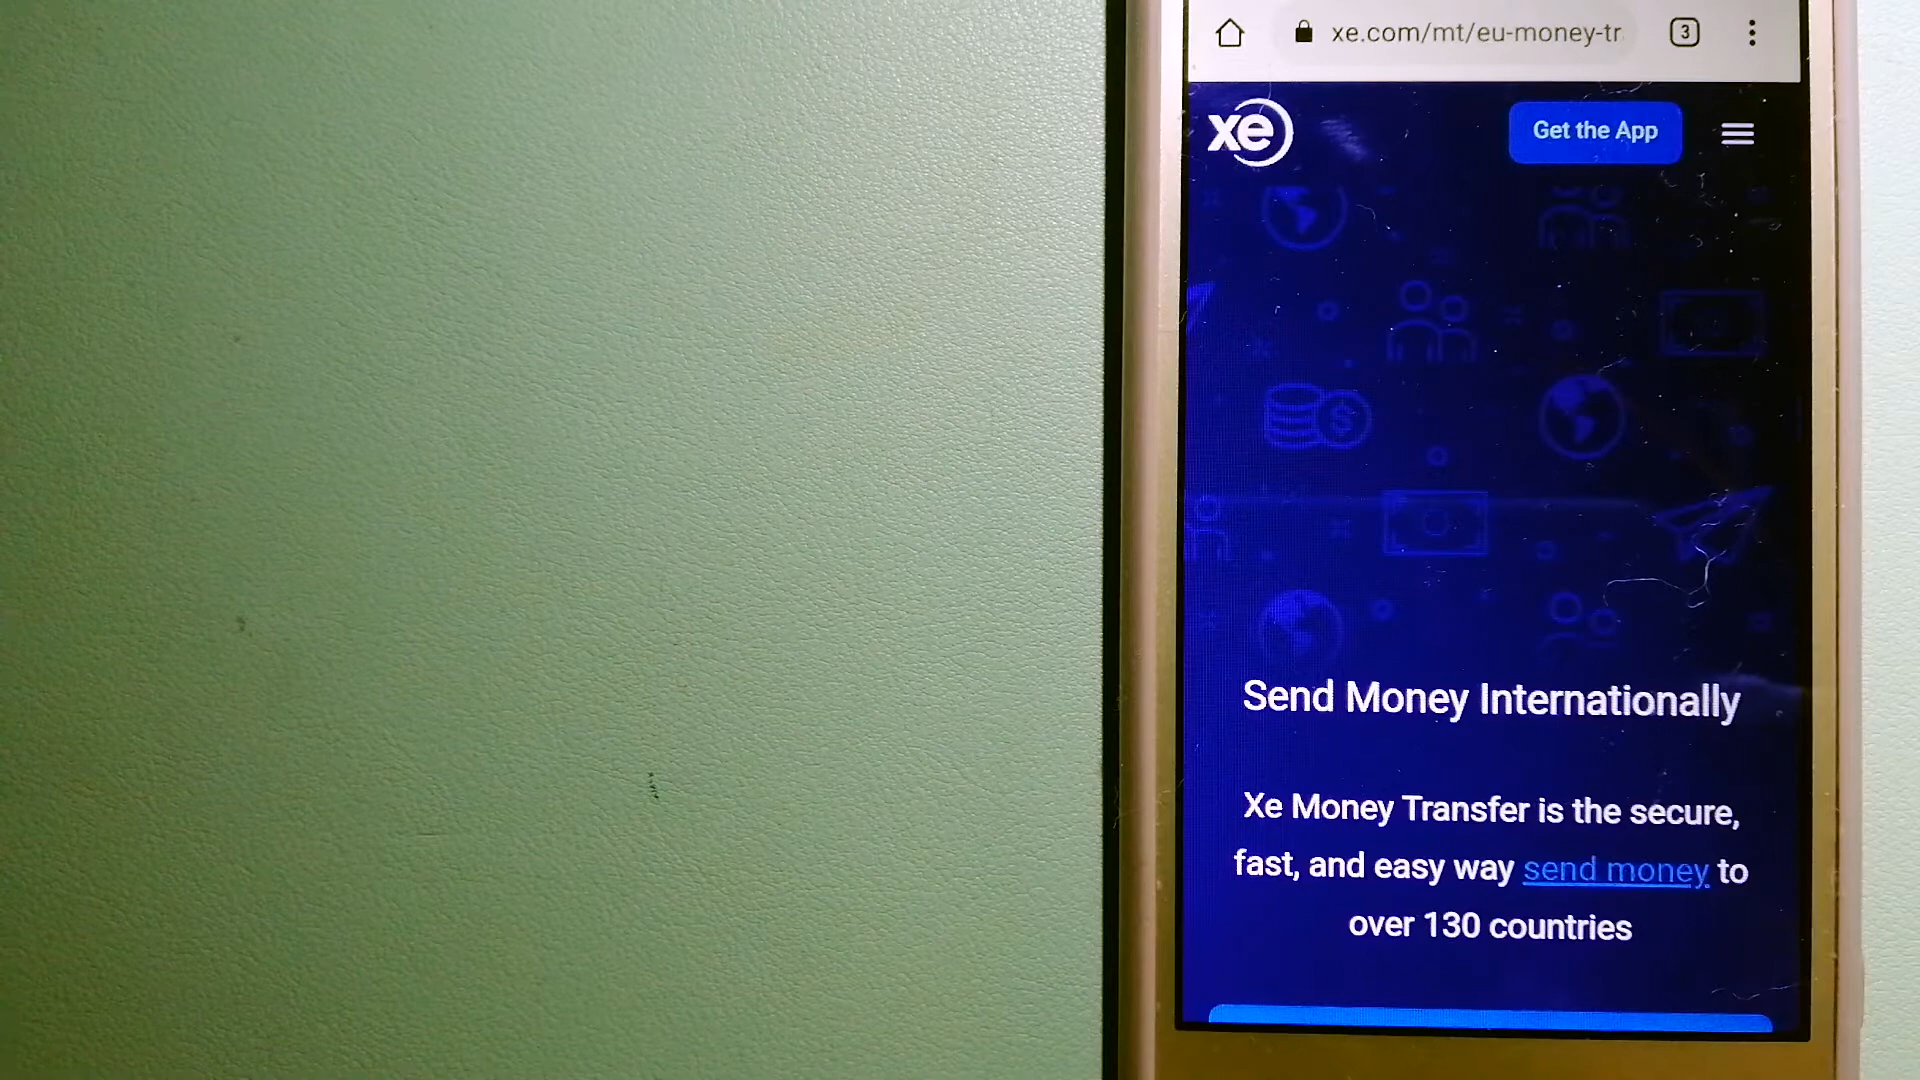 xe.com/mt/eu-money-tr
3
xe
Get the App
Send Money Internationally
Xe Money Transfer is the secure,
fast, and easy way send money to
over 130 countries